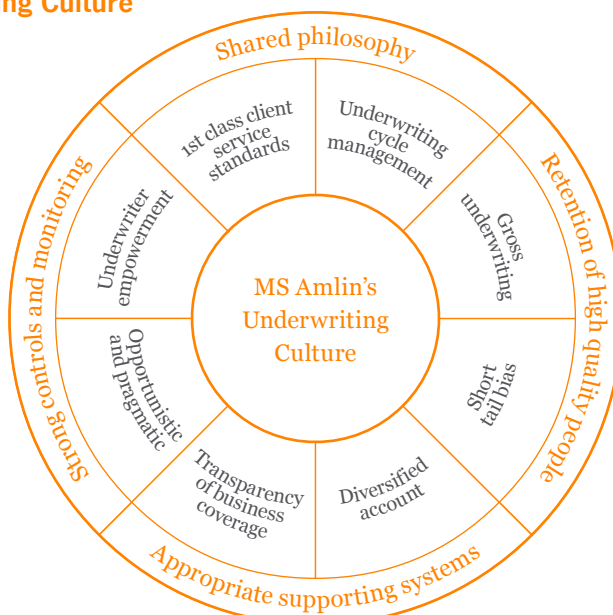 ng Culture
Shared philosophy
Retention of high quality people
Appropriate supporting systems
Strong controls and monitoring
1st class client
service
standards
Underwriting
cycle
management
Gross
underwriting
Short
tail bias
Diversified
account
Transparency
of business
coverage
Opportunistic
and pragmatic
Underwriter
empowerment
MS Amlin’s
Underwriting
Culture